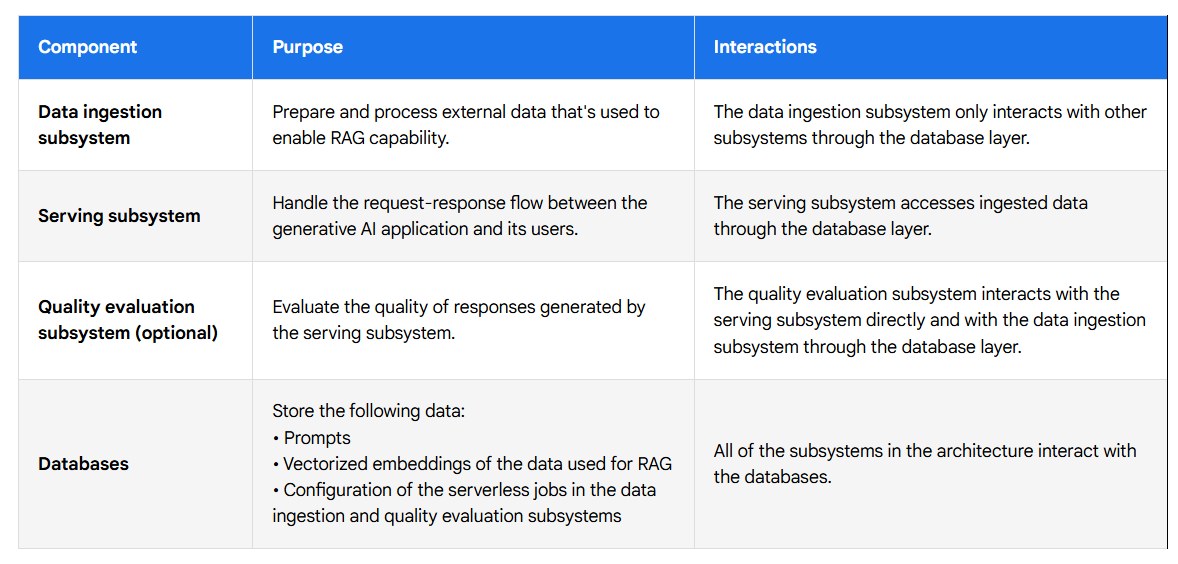 Component
Purpose
Interactions
Data ingestion
subsystem
Prepare and process external data that's used to
enable RAG capability.
The data ingestion subsystem only interacts with other
subsystems through the database layer.
Serving subsystem
Handle the request-response flow between the
generative AI application and its users.
The serving subsystem accesses ingested data
through the database layer.
Quality evaluation
subsystem (optional)
Evaluate the quality of responses generated by
the serving subsystem.
The quality evaluation subsystem interacts with the
serving subsystem directly and with the data ingestion
subsystem through the database layer.
Databases
Store the following data:
• Prompts
• Vectorized embeddings of the data used for RAG
• Configuration of the serverless jobs in the data
ingestion and quality evaluation subsystems
All of the subsystems in the architecture interact with
the databases.